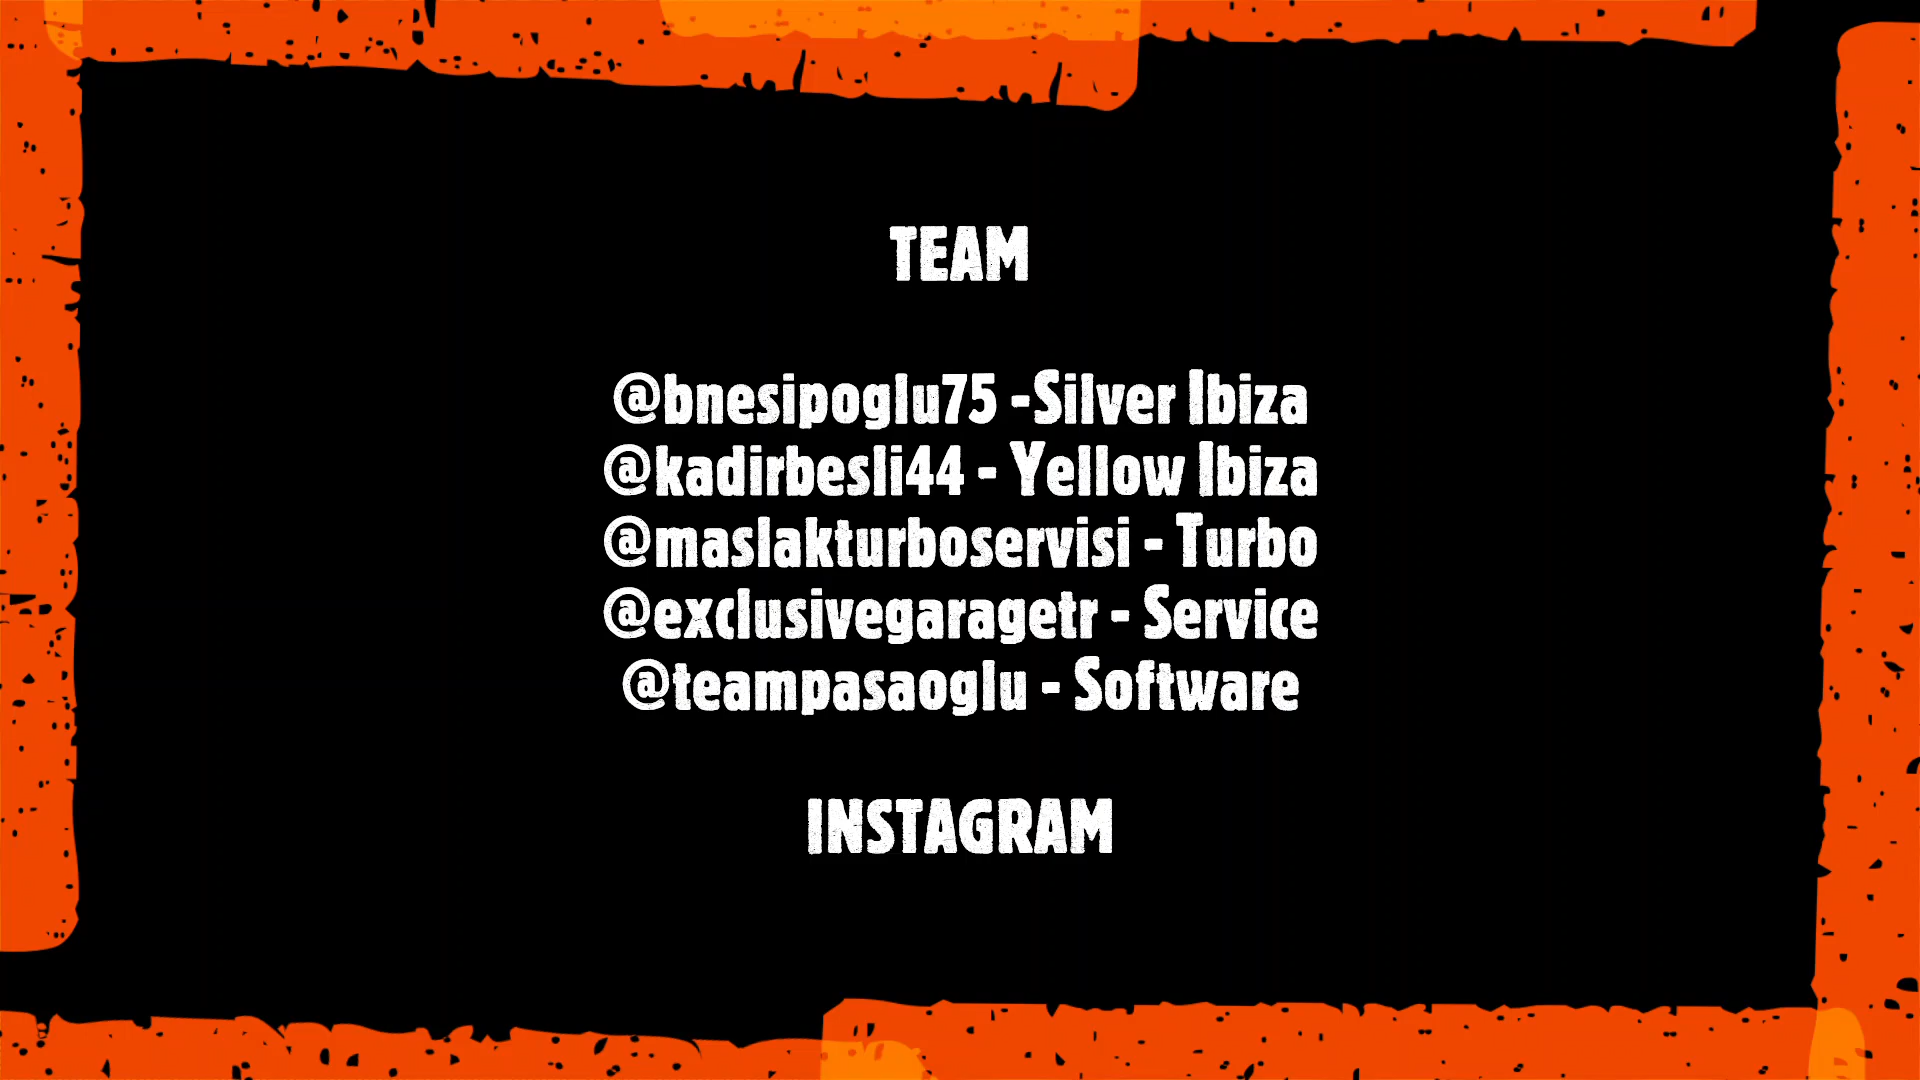 TEAM
@bnesipoglu75 -Silver Ibiza
@kadirbesli44 - Yellow Ibiza
@maslakturboservisi - Turbo
@exclusivegaragetr - Service
@teampasaoglu - Software
INSTAGRAM